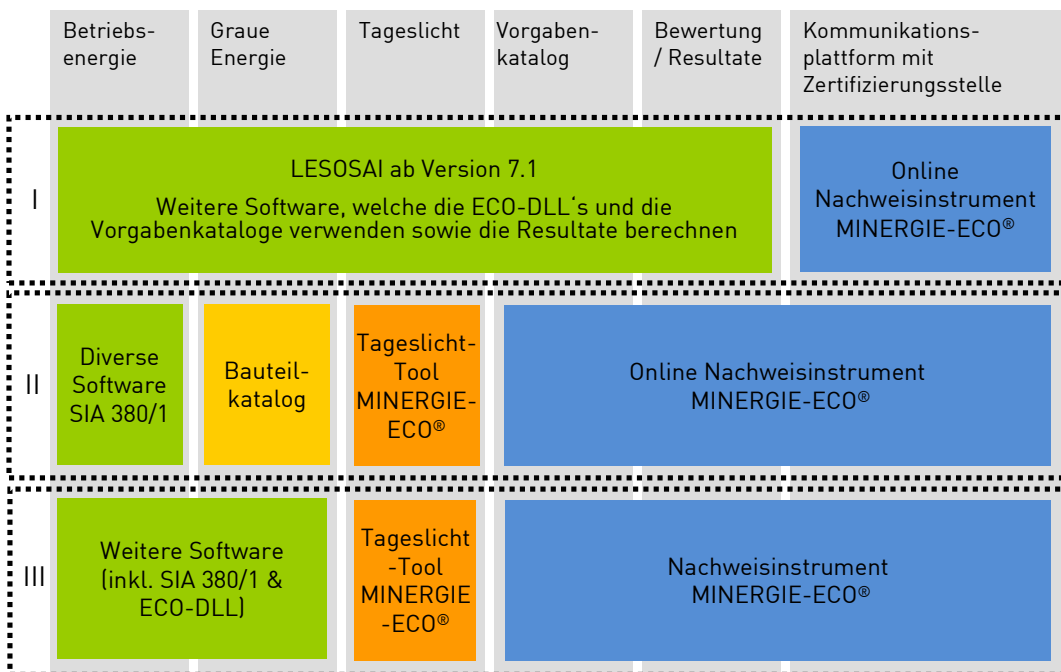 Betriebs-
energie
Graue
Energie
Tageslicht
Vorgaben-
katalog
Bewertung
/ Resultate
Kommunikations-
plattform mit
Zertifizierungsstelle
I
LESOSAI ab Version 7.1
Weitere Software, welche die ECO-DLL‘s und die
Vorgabenkataloge verwenden sowie die Resultate berechnen
Online
Nachweisinstrument
MINERGIE-ECO®
II
Diverse
Software
SIA 380/1
Bauteil-
katalog
Tageslicht-
Tool
MINERGIE-
ECO®
Online Nachweisinstrument
MINERGIE-ECO®
III
Weitere Software
(inkl. SIA 380/1 &
ECO-DLL)
Tageslicht
-Tool
MINERGIE
-ECO®
Nachweisinstrument
MINERGIE-ECO®